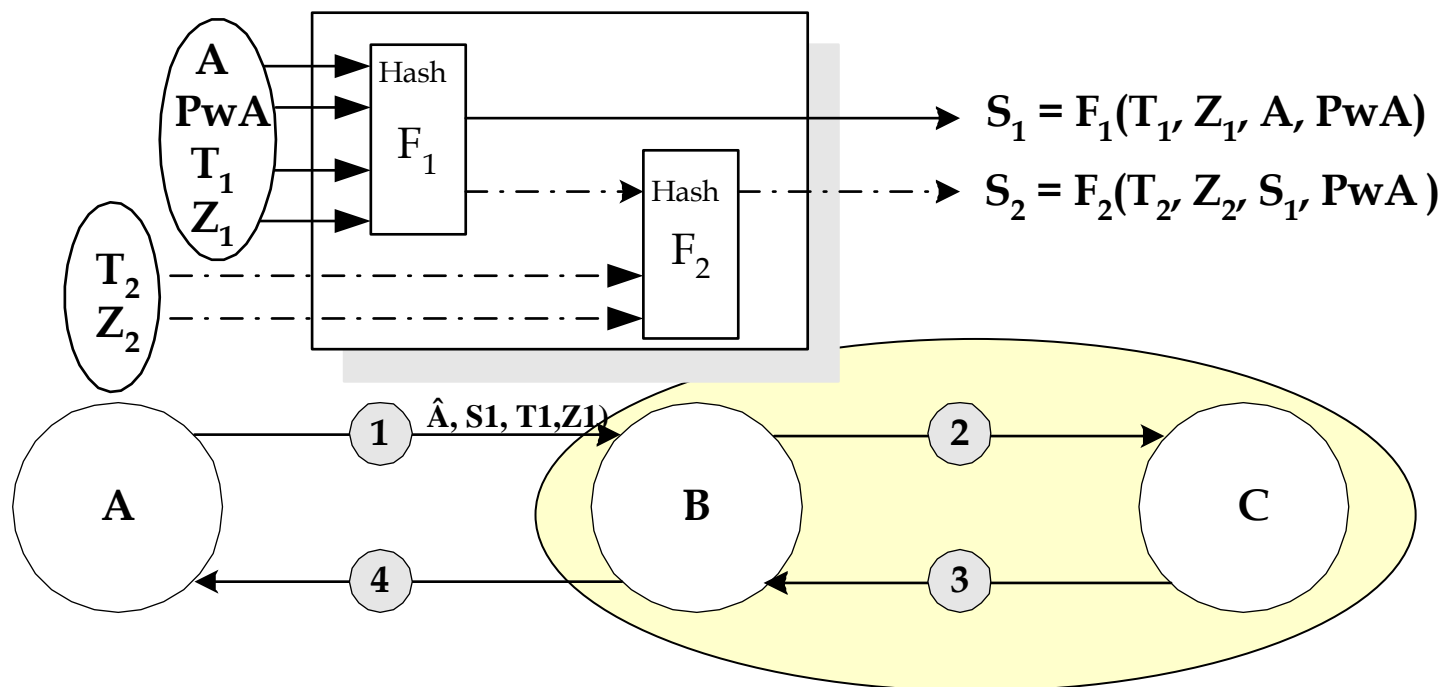 A
PwA
T₁
Z₁
T₂
Z₂
Hash
F₁
Hash
F₂
S₁ = F₁(T₁, Z₁, A, PwA)
S₂ = F₂(T₂, Z₂, S₁, PwA )
1
Â, S1, T1,Z1)
2
A
B
C
4
3